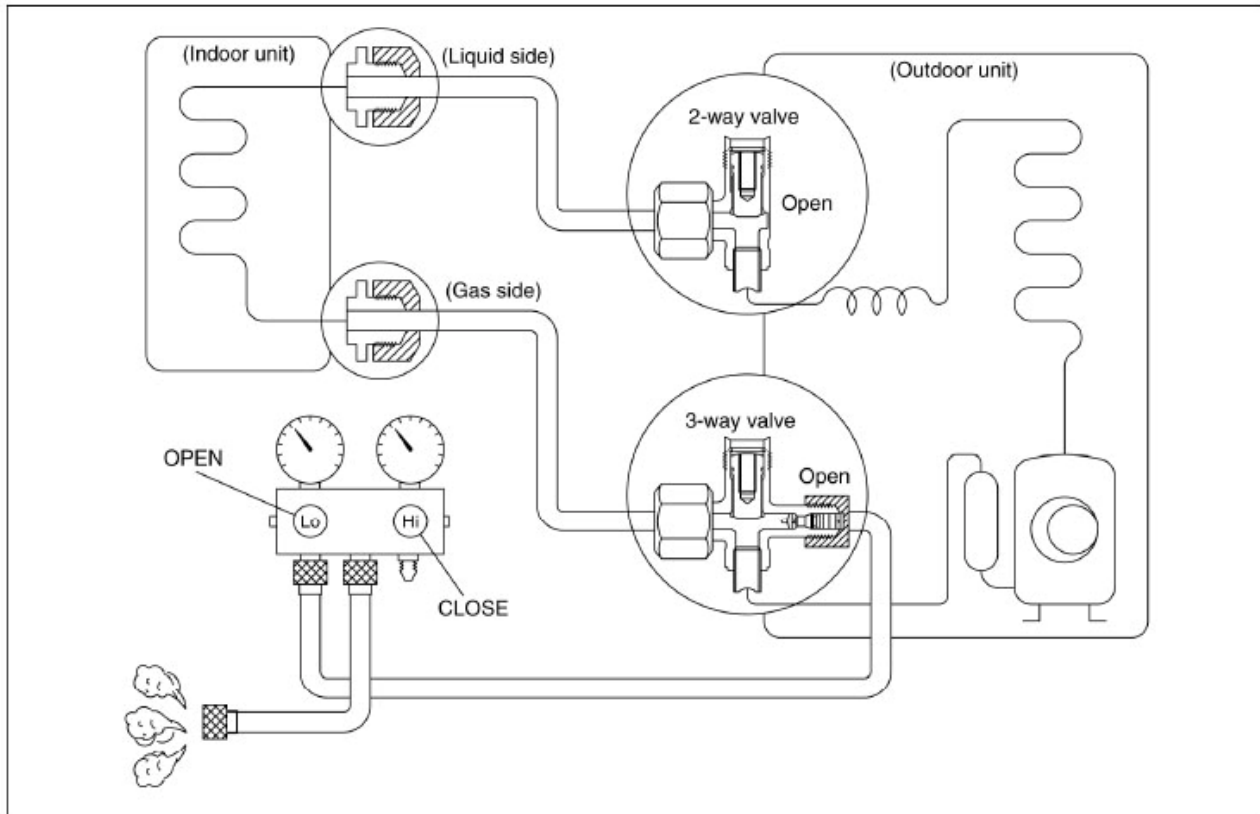 (Indoor unit)
(Liquid side)
(Outdoor unit)
2-way valve
Open
(Gas side)
3-way valve
Open
OPEN
Lo
Hi
CLOSE